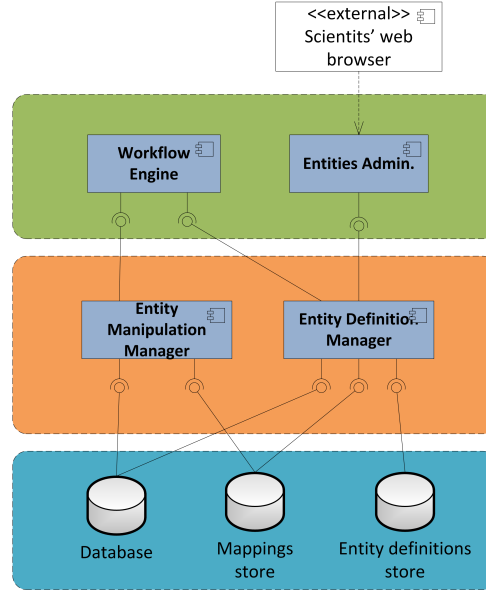 <<external>>
Scientits’ web
browser
Workflow
Engine
Entities Admin.
Entity
Manipulation
Manager
Entity Definition
Manager
Database
Mappings
store
Entity definitions
store